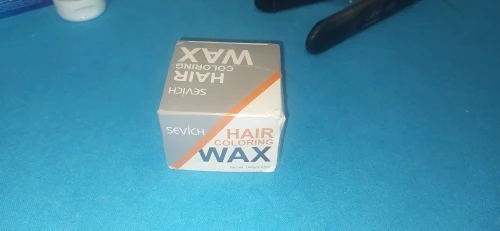 SEVICH
HAIR
COLORING
WAX
SEVICH
HAIR
COLORING
WAX